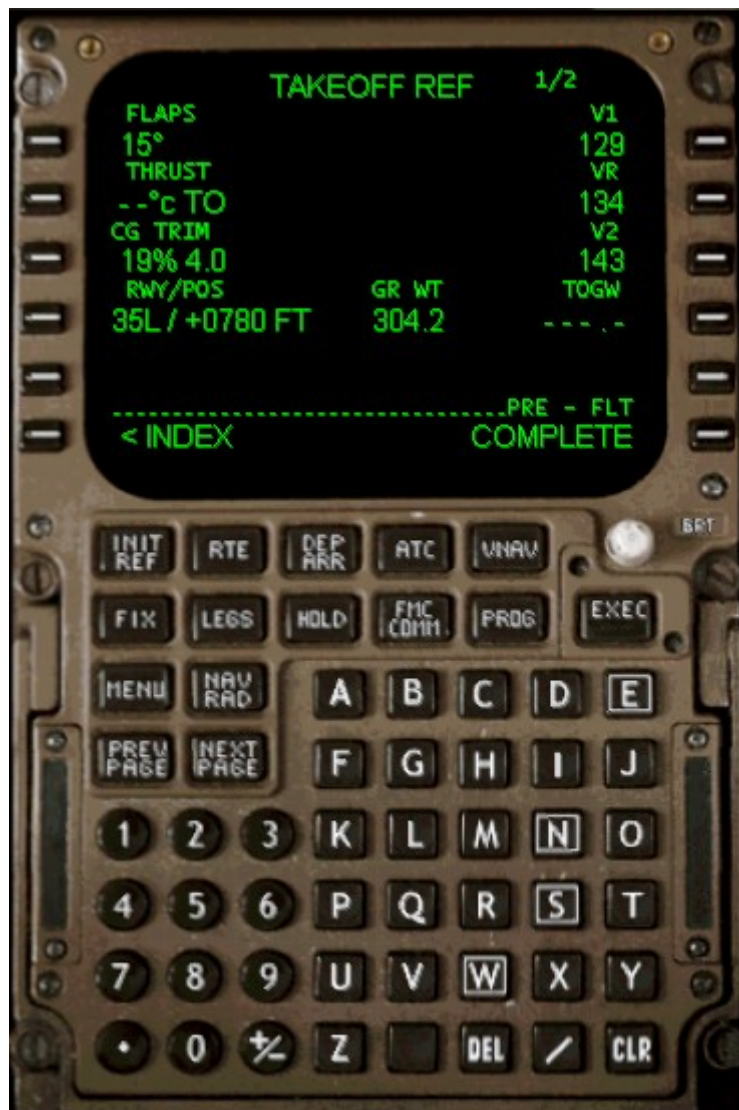 TAKEOFF REF 1/2
FLAPS V1
15° 129
THRUST VR
--°c TO 134
CG TRIM V2
19% 4.0 143
RWY/POS GR WT TOGW
35L / +0780 FT 304.2 ---.-
PRE - FLT
< INDEX COMPLETE
BRT
INIT REF RTE DEP ARR ATC VNAV
FIX LEGS HOLD FMC COMM PROG EXEC
MENU NAV RAD A B C D E
PREV PAGE NEXT PAGE F G H I J
1 2 3 K L M N O
4 5 6 P Q R S T
7 8 9 U V W X Y
. 0 +/- Z DEL / CLR